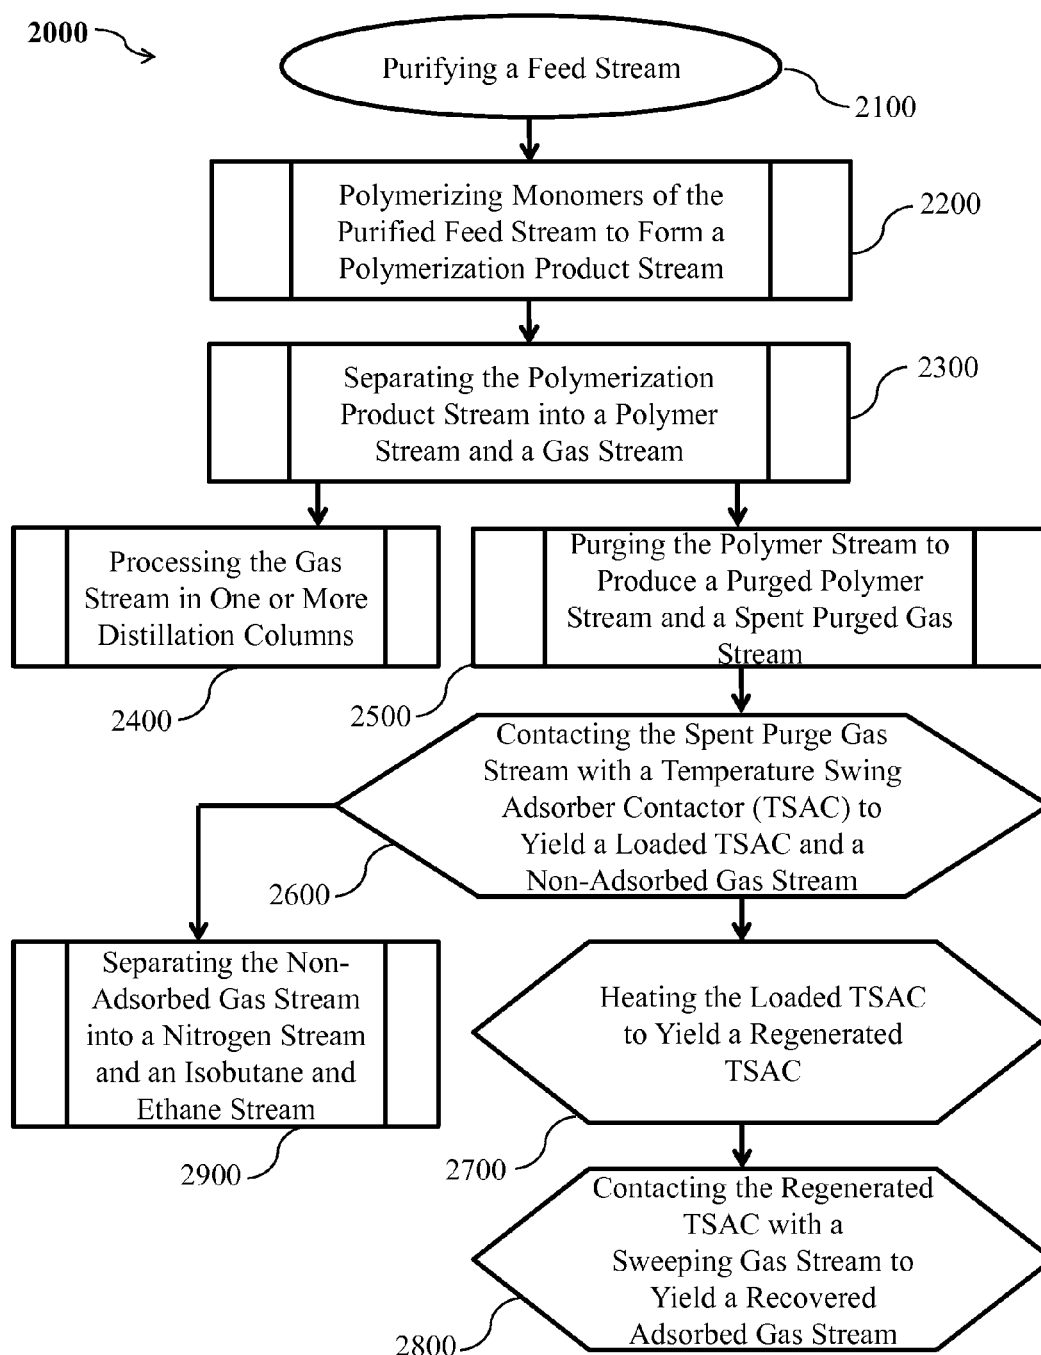 2000
Purifying a Feed Stream
2100
Polymerizing Monomers of the
Purified Feed Stream to Form a
Polymerization Product Stream
2200
Separating the Polymerization
Product Stream into a Polymer
Stream and a Gas Stream
2300
Processing the Gas
Stream in One or More
Distillation Columns
2400
Purging the Polymer Stream to
Produce a Purged Polymer
Stream and a Spent Purged Gas
Stream
2500
Contacting the Spent Purge Gas
Stream with a Temperature Swing
Adsorber Contactor (TSAC) to
Yield a Loaded TSAC and a
Non-Adsorbed Gas Stream
2600
Separating the Non-
Adsorbed Gas Stream
into a Nitrogen Stream
and an Isobutane and
Ethane Stream
2900
Heating the Loaded TSAC
to Yield a Regenerated
TSAC
2700
Contacting the Regenerated
TSAC with a
Sweeping Gas Stream to
Yield a Recovered
Adsorbed Gas Stream
2800